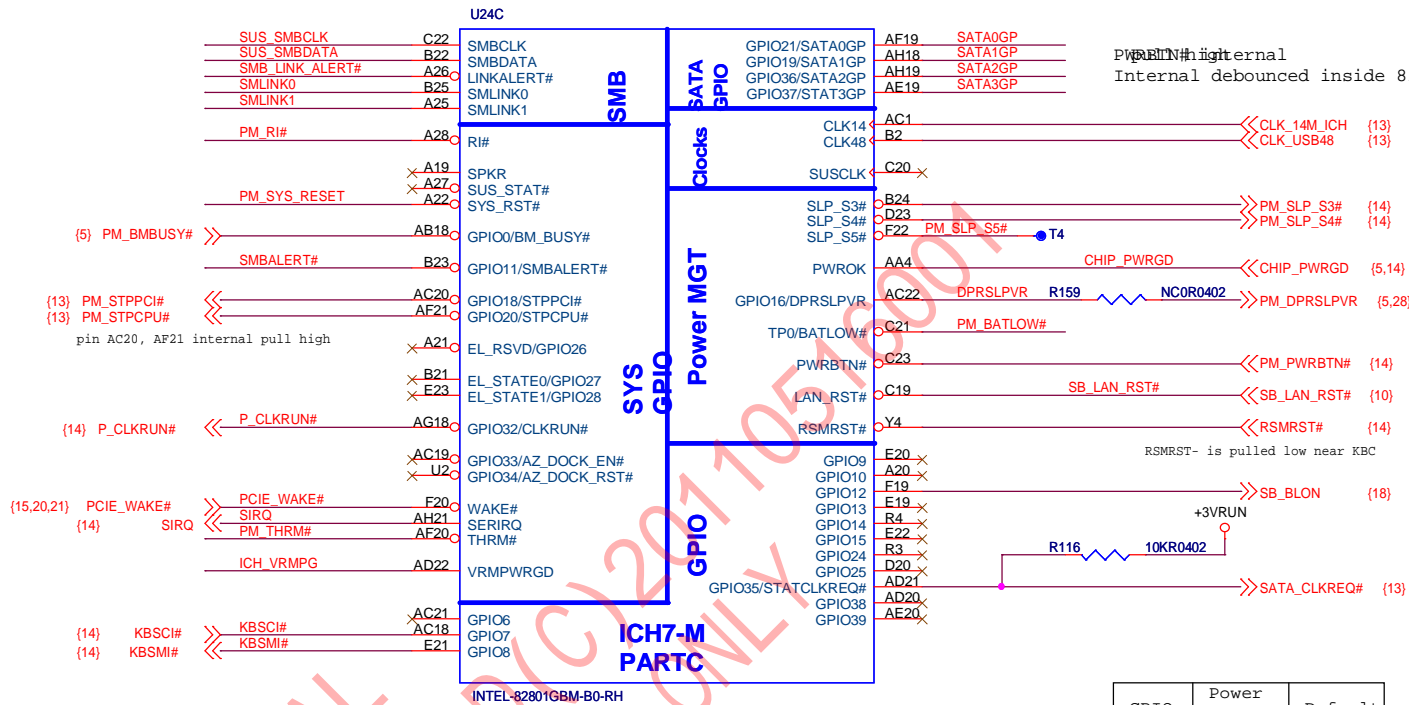 U24C
SUS_SMBCLK C22 SMBCLK
SUS_SMBDATA B22 SMBDATA
SMB_LINK_ALERT# A26 LINKALERT#
SMLINK0 B25 SMLINK0
SMLINK1 A25 SMLINK1
SMB
PM_RI# A28 RI#
A19 SPKR
A27 SUS_STAT#
PM_SYS_RESET A22 SYS_RST#
{5} PM_BMBUSY# AB18 GPIO0/BM_BUSY#
SMBALERT# B23 GPIO11/SMBALERT#
{13} PM_STPPCI# AC20 GPIO18/STPPCI#
{13} PM_STPCPU# AF21 GPIO20/STPCPU#
pin AC20, AF21 internal pull high
A21 EL_RSVD/GPIO26
B21 EL_STATE0/GPIO27
E23 EL_STATE1/GPIO28
SYS
GPIO
{14} P_CLKRUN# P_CLKRUN# AG18 GPIO32/CLKRUN#
AC19 GPIO33/AZ_DOCK_EN#
U2 GPIO34/AZ_DOCK_RST#
{15,20,21} PCIE_WAKE# PCIE_WAKE# F20 WAKE#
{14} SIRQ SIRQ AH21 SERIRQ
PM_THRM# AF20 THRM#
ICH_VRMPG AD22 VRMPWRGD
AC21 GPIO6
{14} KBSCI# KBSCI# AC18 GPIO7
{14} KBSMI# KBSMI# E21 GPIO8
SATA
GPIO
GPIO21/SATA0GP AF19 SATA0GP
GPIO19/SATA1GP AH18 SATA1GP
GPIO36/SATA2GP AH19 SATA2GP
GPIO37/STAT3GP AE19 SATA3GP
PWRBTN# internal
Internal debounced inside 8
Clocks
CLK14 AC1 CLK_14M_ICH {13}
CLK48 B2 CLK_USB48 {13}
SUSCLK C20
Power MGT
SLP_S3# B24 PM_SLP_S3# {14}
SLP_S4# D23 PM_SLP_S4# {14}
SLP_S5# F22 PM_SLP_S5# T4
PWROK AA4 CHIP_PWRGD CHIP_PWRGD {5,14}
GPIO16/DPRSLPVR AC22 DPRSLPVR R159 NC0R0402 PM_DPRSLPVR {5,28}
TP0/BATLOW# C21 PM_BATLOW#
PWRBTN# C23 PM_PWRBTN# {14}
LAN_RST# C19 SB_LAN_RST# SB_LAN_RST# {10}
RSMRST# Y4 RSMRST# {14}
RSMRST- is pulled low near KBC
GPIO
GPIO9 E20
GPIO10 A20
GPIO12 F19 SB_BLON {18}
GPIO13 E19
GPIO14 R4
GPIO15 E22
GPIO24 R3
GPIO25 D20
+3VRUN
R116 10KR0402
GPIO35/STATCLKREQ# AD21 SATA_CLKREQ# {13}
GPIO38 AD20
GPIO39 AE20
ICH7-M
PARTC
INTEL-82801GBM-B0-RH
D(C)20110516001
ONLY
Power